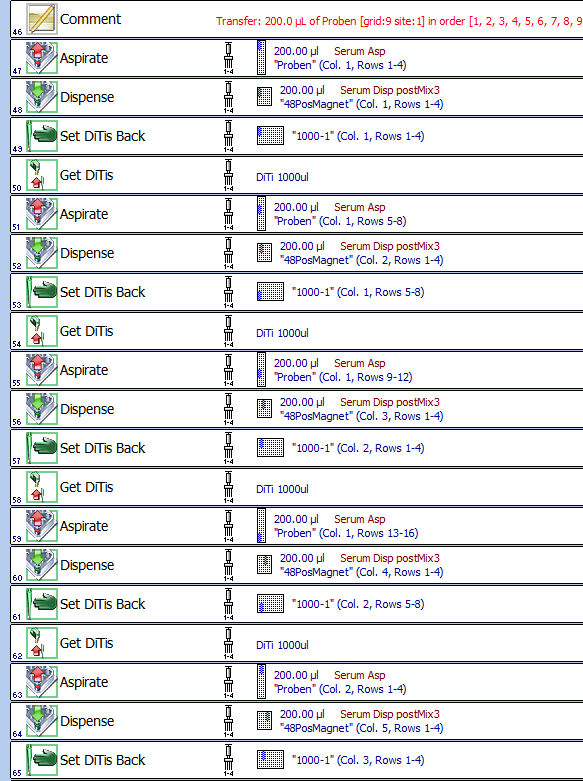 46 Comment Transfer: 200.0 µL of Proben [grid:9 site:1] in order [1, 2, 3, 4, 5, 6, 7, 8, 9
47 Aspirate 1-4 200.00 µl Serum Asp
"Proben" (Col. 1, Rows 1-4)
48 Dispense 1-4 200.00 µl Serum Disp postMix3
"48PosMagnet" (Col. 1, Rows 1-4)
49 Set DiTis Back 1-4 "1000-1" (Col. 1, Rows 1-4)
50 Get DiTis 1-4 DiTi 1000ul
51 Aspirate 1-4 200.00 µl Serum Asp
"Proben" (Col. 1, Rows 5-8)
52 Dispense 1-4 200.00 µl Serum Disp postMix3
"48PosMagnet" (Col. 2, Rows 1-4)
53 Set DiTis Back 1-4 "1000-1" (Col. 1, Rows 5-8)
54 Get DiTis 1-4 DiTi 1000ul
55 Aspirate 1-4 200.00 µl Serum Asp
"Proben" (Col. 1, Rows 9-12)
56 Dispense 1-4 200.00 µl Serum Disp postMix3
"48PosMagnet" (Col. 3, Rows 1-4)
57 Set DiTis Back 1-4 "1000-1" (Col. 2, Rows 1-4)
58 Get DiTis 1-4 DiTi 1000ul
59 Aspirate 1-4 200.00 µl Serum Asp
"Proben" (Col. 1, Rows 13-16)
60 Dispense 1-4 200.00 µl Serum Disp postMix3
"48PosMagnet" (Col. 4, Rows 1-4)
61 Set DiTis Back 1-4 "1000-1" (Col. 2, Rows 5-8)
62 Get DiTis 1-4 DiTi 1000ul
63 Aspirate 1-4 200.00 µl Serum Asp
"Proben" (Col. 2, Rows 1-4)
64 Dispense 1-4 200.00 µl Serum Disp postMix3
"48PosMagnet" (Col. 5, Rows 1-4)
65 Set DiTis Back 1-4 "1000-1" (Col. 3, Rows 1-4)